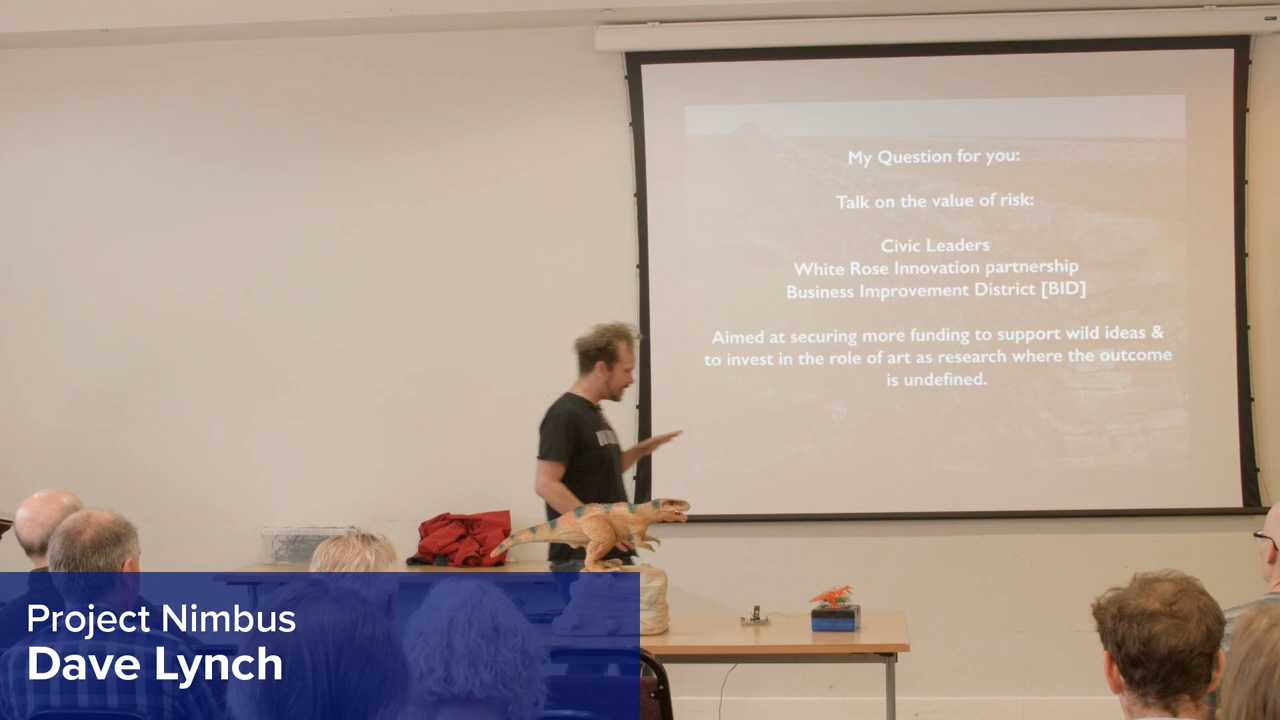 My Question for you:
Talk on the value of risk:
Civic Leaders
White Rose Innovation partnership
Business Improvement District [BID]
Aimed at securing more funding to support wild ideas &
to invest in the role of art as research where the outcome
is undefined.
Project Nimbus
Dave Lynch